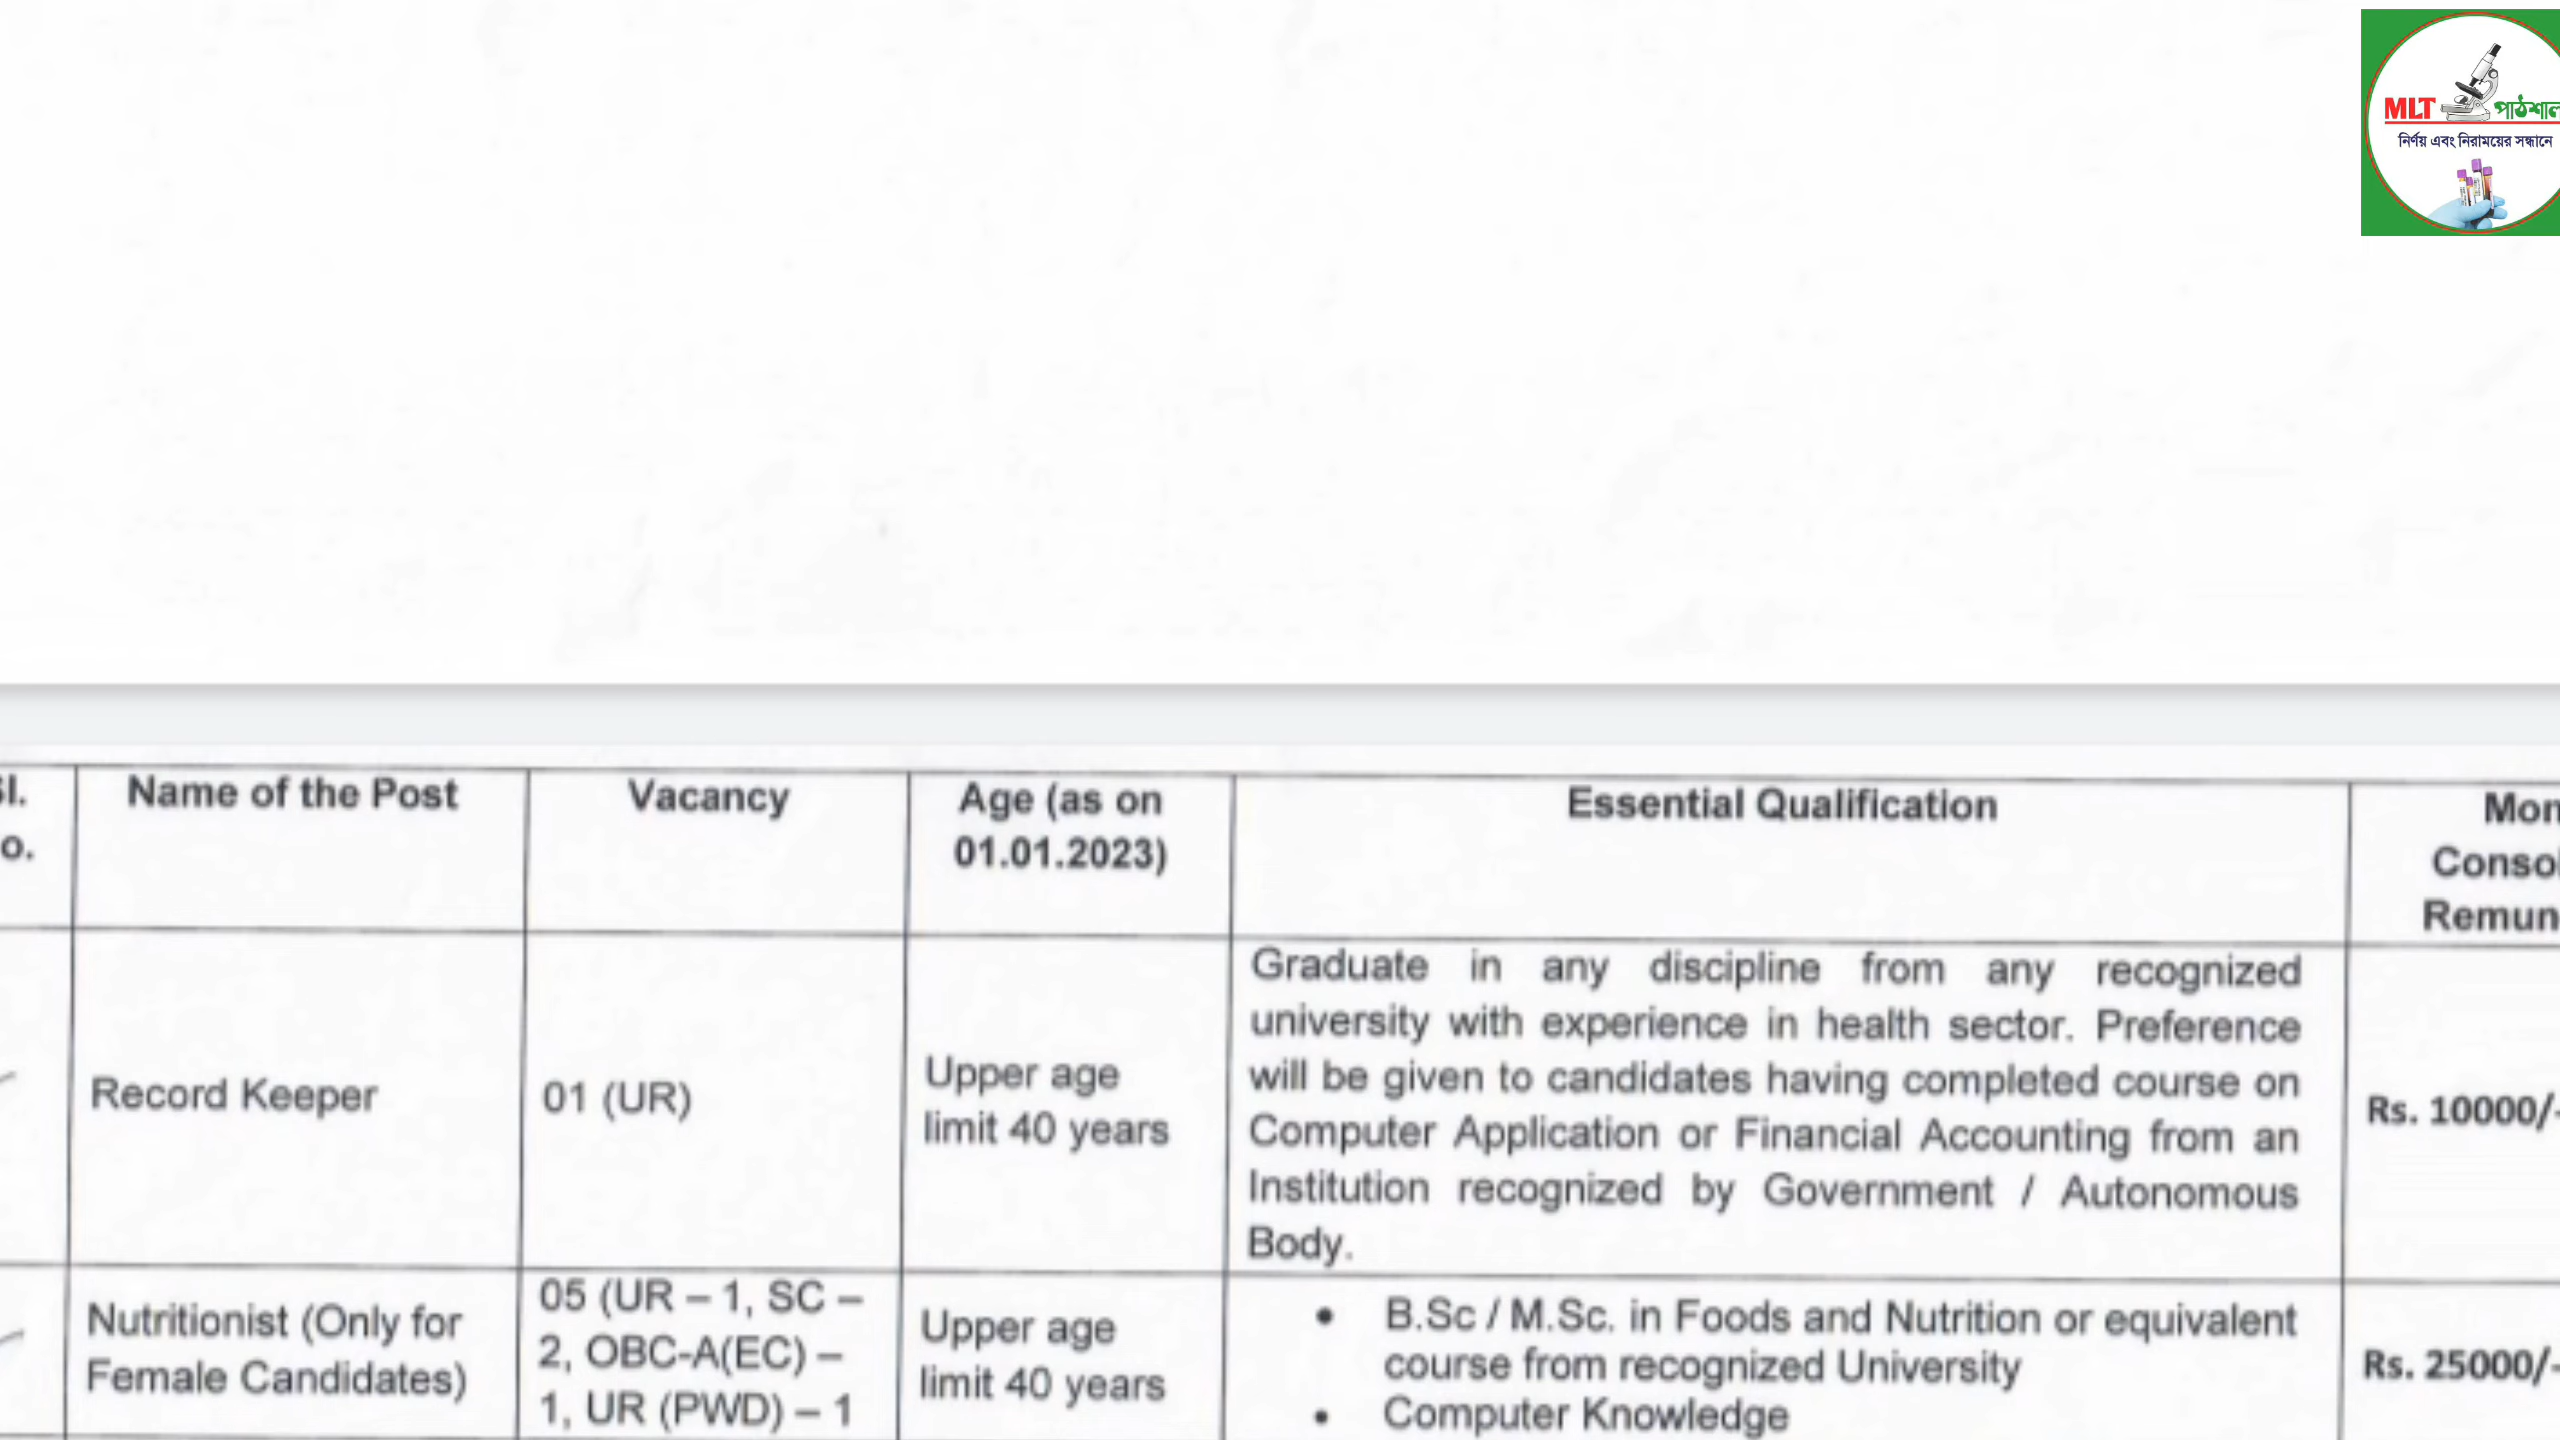 MLT
নির্ণয় এবং নিরাময়ের সন্ধানে
Name of the Post
Vacancy
Age (as on
01.01.2023)
Essential Qualification
Record Keeper
01 (UR)
Upper age
limit 40 years
Graduate in any discipline from any recognized
university with experience in health sector. Preference
will be given to candidates having completed course on
Computer Application or Financial Accounting from an
Institution recognized by Government / Autonomous
Body.
Rs. 10000/-
Nutritionist (Only for
Female Candidates)
05 (UR – 1, SC –
2, OBC-A(EC) –
1, UR (PWD) – 1
Upper age
limit 40 years
• B.Sc / M.Sc. in Foods and Nutrition or equivalent
course from recognized University
• Computer Knowledge
Rs. 25000/-